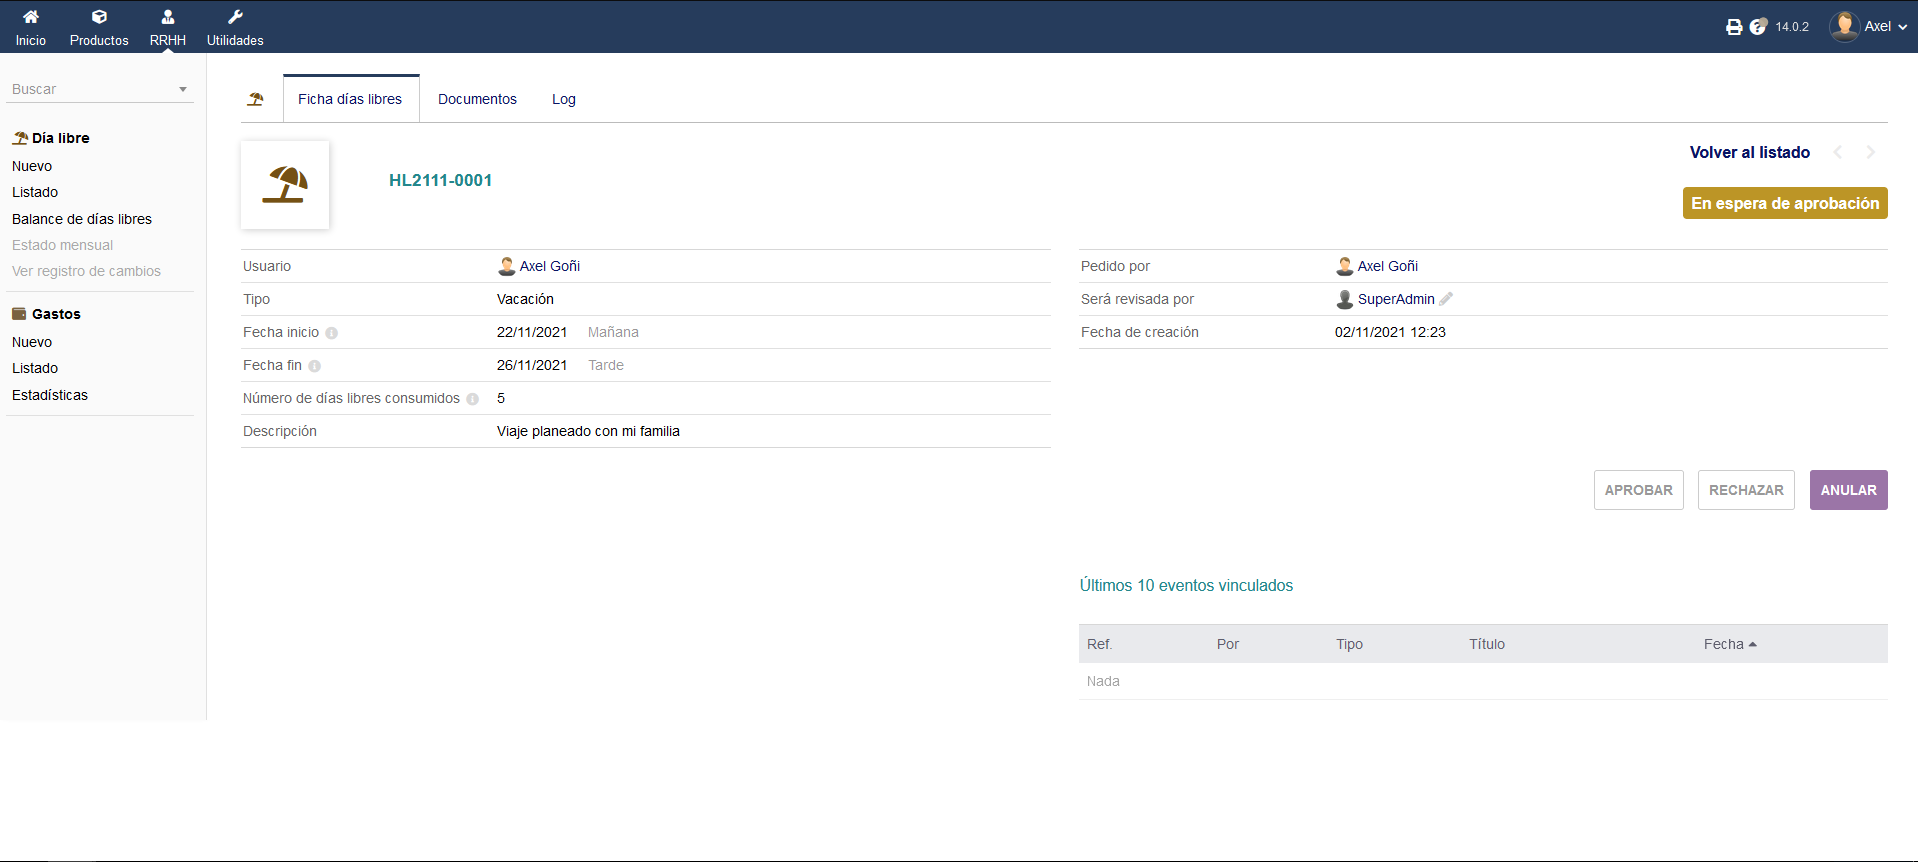 Inicio
Productos
RRHH
Utilidades
14.0.2
Axel
Buscar
Día libre
Nuevo
Listado
Balance de días libres
Estado mensual
Ver registro de cambios
Gastos
Nuevo
Listado
Estadísticas
Ficha días libres
Documentos
Log
HL2111-0001
Volver al listado
En espera de aprobación
Usuario Axel Goñi
Tipo Vacación
Fecha inicio 22/11/2021 Mañana
Fecha fin 26/11/2021 Tarde
Número de días libres consumidos 5
Descripción Viaje planeado con mi familia
Pedido por Axel Goñi
Será revisada por SuperAdmin
Fecha de creación 02/11/2021 12:23
APROBAR RECHAZAR ANULAR
Últimos 10 eventos vinculados
Ref. Por Tipo Título Fecha
Nada